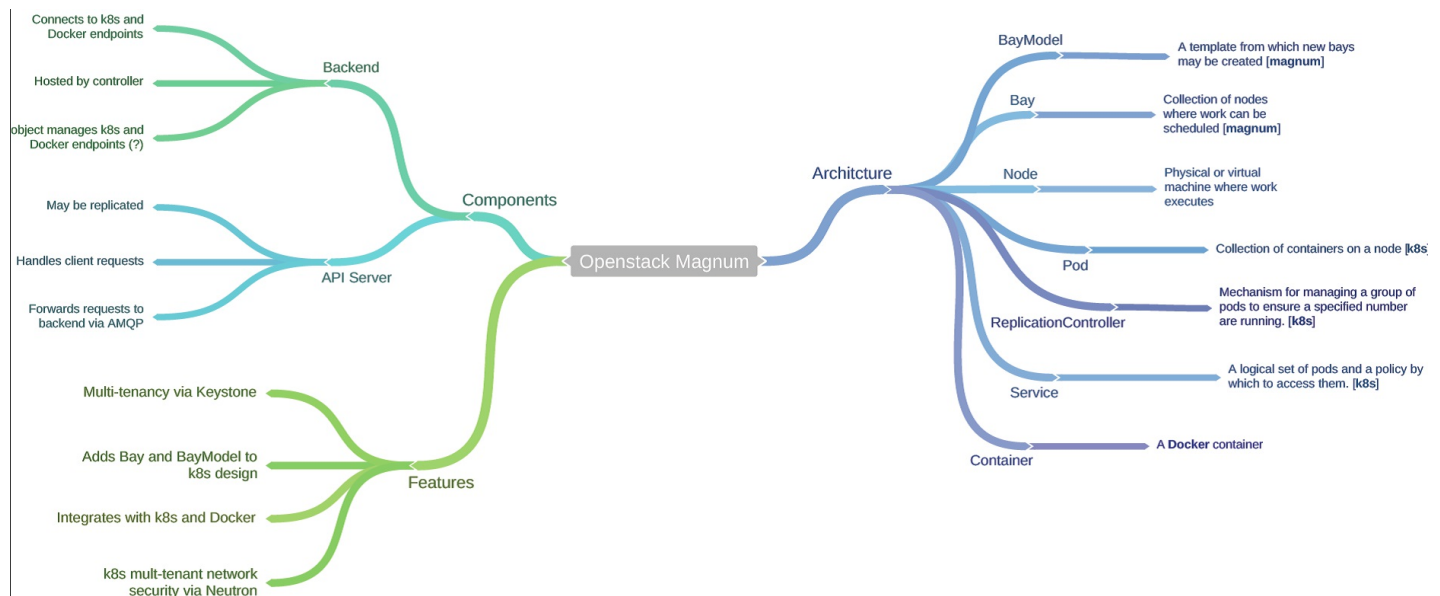 Connects to k8s and
Docker endpoints
Backend
Hosted by controller
object manages k8s and
Docker endpoints (?)
Components
May be replicated
Handles client requests
API Server
Forwards requests to
backend via AMQP
Openstack Magnum
Multi-tenancy via Keystone
Adds Bay and BayModel to
k8s design
Features
Integrates with k8s and Docker
k8s mult-tenant network
security via Neutron
Architcture
BayModel
A template from which new bays
may be created [magnum]
Bay
Collection of nodes
where work can be
scheduled [magnum]
Node
Physical or virtual
machine where work
executes
Pod
Collection of containers on a node [k8s
ReplicationController
Mechanism for managing a group of
pods to ensure a specified number
are running. [k8s]
Service
A logical set of pods and a policy by
which to access them. [k8s]
Container
A Docker container